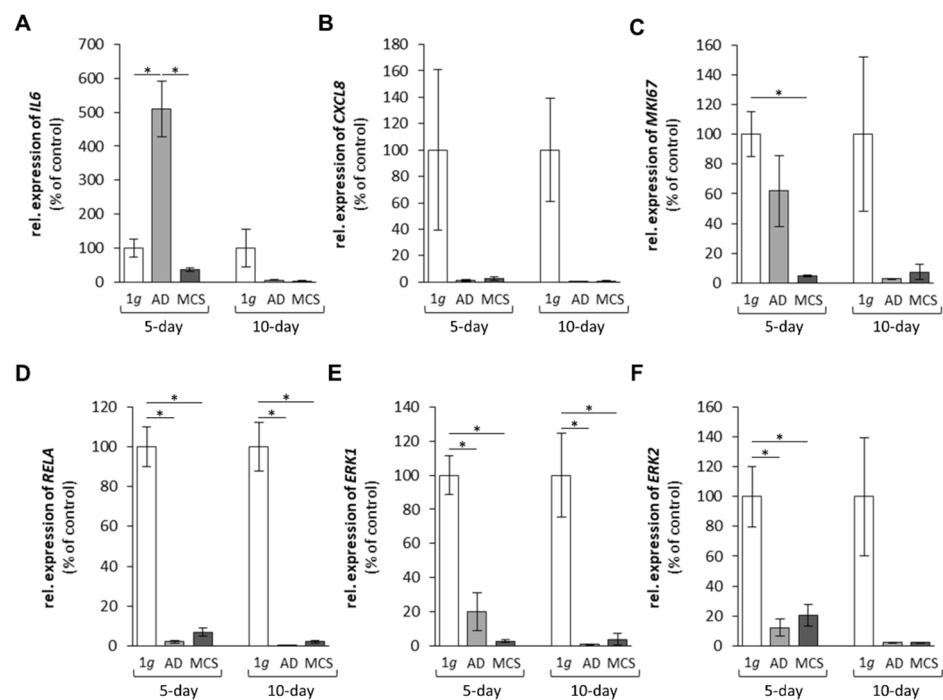 A
rel. expression of IL6
(% of control)
700
600
500
400
300
200
100
0
* *
1g AD MCS 1g AD MCS
5-day 10-day
B
rel. expression of CXCL8
(% of control)
180
160
140
120
100
80
60
40
20
0
1g AD MCS 1g AD MCS
5-day 10-day
C
rel. expression of MKI67
(% of control)
160
140
120
100
80
60
40
20
0
*
1g AD MCS 1g AD MCS
5-day 10-day
D
rel. expression of RELA
(% of control)
120
100
80
60
40
20
0
* *
* *
1g AD MCS 1g AD MCS
5-day 10-day
E
rel. expression of ERK1
(% of control)
140
120
100
80
60
40
20
0
* *
* *
1g AD MCS 1g AD MCS
5-day 10-day
F
rel. expression of ERK2
(% of control)
160
140
120
100
80
60
40
20
0
*
*
1g AD MCS 1g AD MCS
5-day 10-day